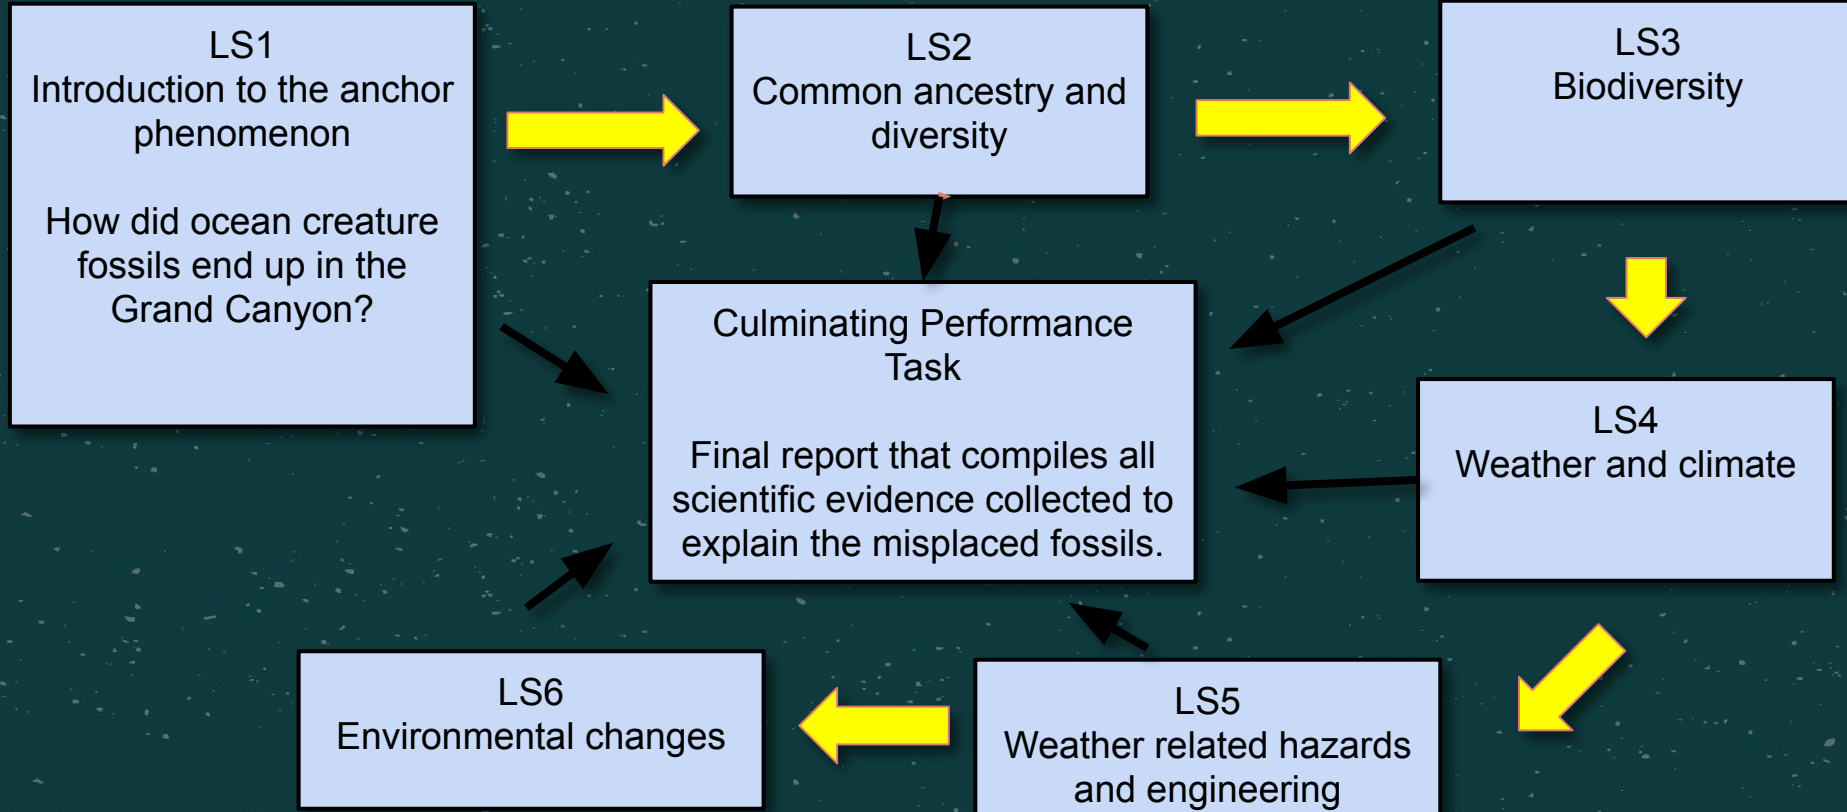 LS1
Introduction to the anchor
phenomenon
How did ocean creature
fossils end up in the
Grand Canyon?
LS2
Common ancestry and
diversity
LS3
Biodiversity
Culminating Performance
Task
Final report that compiles all
scientific evidence collected to
explain the misplaced fossils.
LS4
Weather and climate
LS5
Weather related hazards
and engineering
LS6
Environmental changes